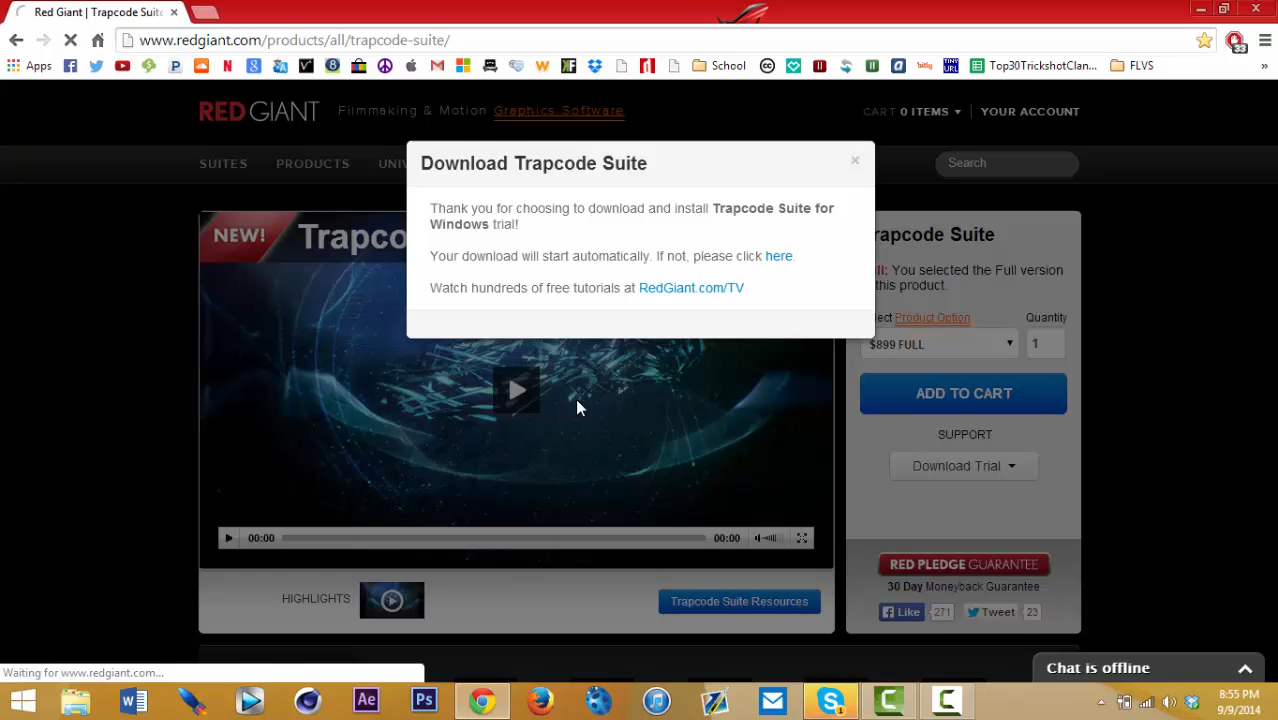 Red Giant | Trapcode Suit
www.redgiant.com/products/all/trapcode-suite/
33
Apps
School
Top30TrickshotClan...
FLVS
»
RED GIANT Filmmaking & Motion Graphics Software
CART 0 ITEMS YOUR ACCOUNT
SUITES PRODUCTS UNI
Search
Download Trapcode Suite ×
Thank you for choosing to download and install Trapcode Suite for
Windows trial!
Your download will start automatically. If not, please click here.
Watch hundreds of free tutorials at RedGiant.com/TV
NEW! Trapco
rapcode Suite
ll: You selected the Full version
this product.
lect Product Option Quantity
$899 FULL 1
ADD TO CART
SUPPORT
Download Trial
00:00 00:00
RED PLEDGE GUARANTEE
30 Day Moneyback Guarantee
Like 271 Tweet 23
HIGHLIGHTS Trapcode Suite Resources
Waiting for www.redgiant.com...
Chat is offline
Ae Ps
8:55 PM
9/9/2014